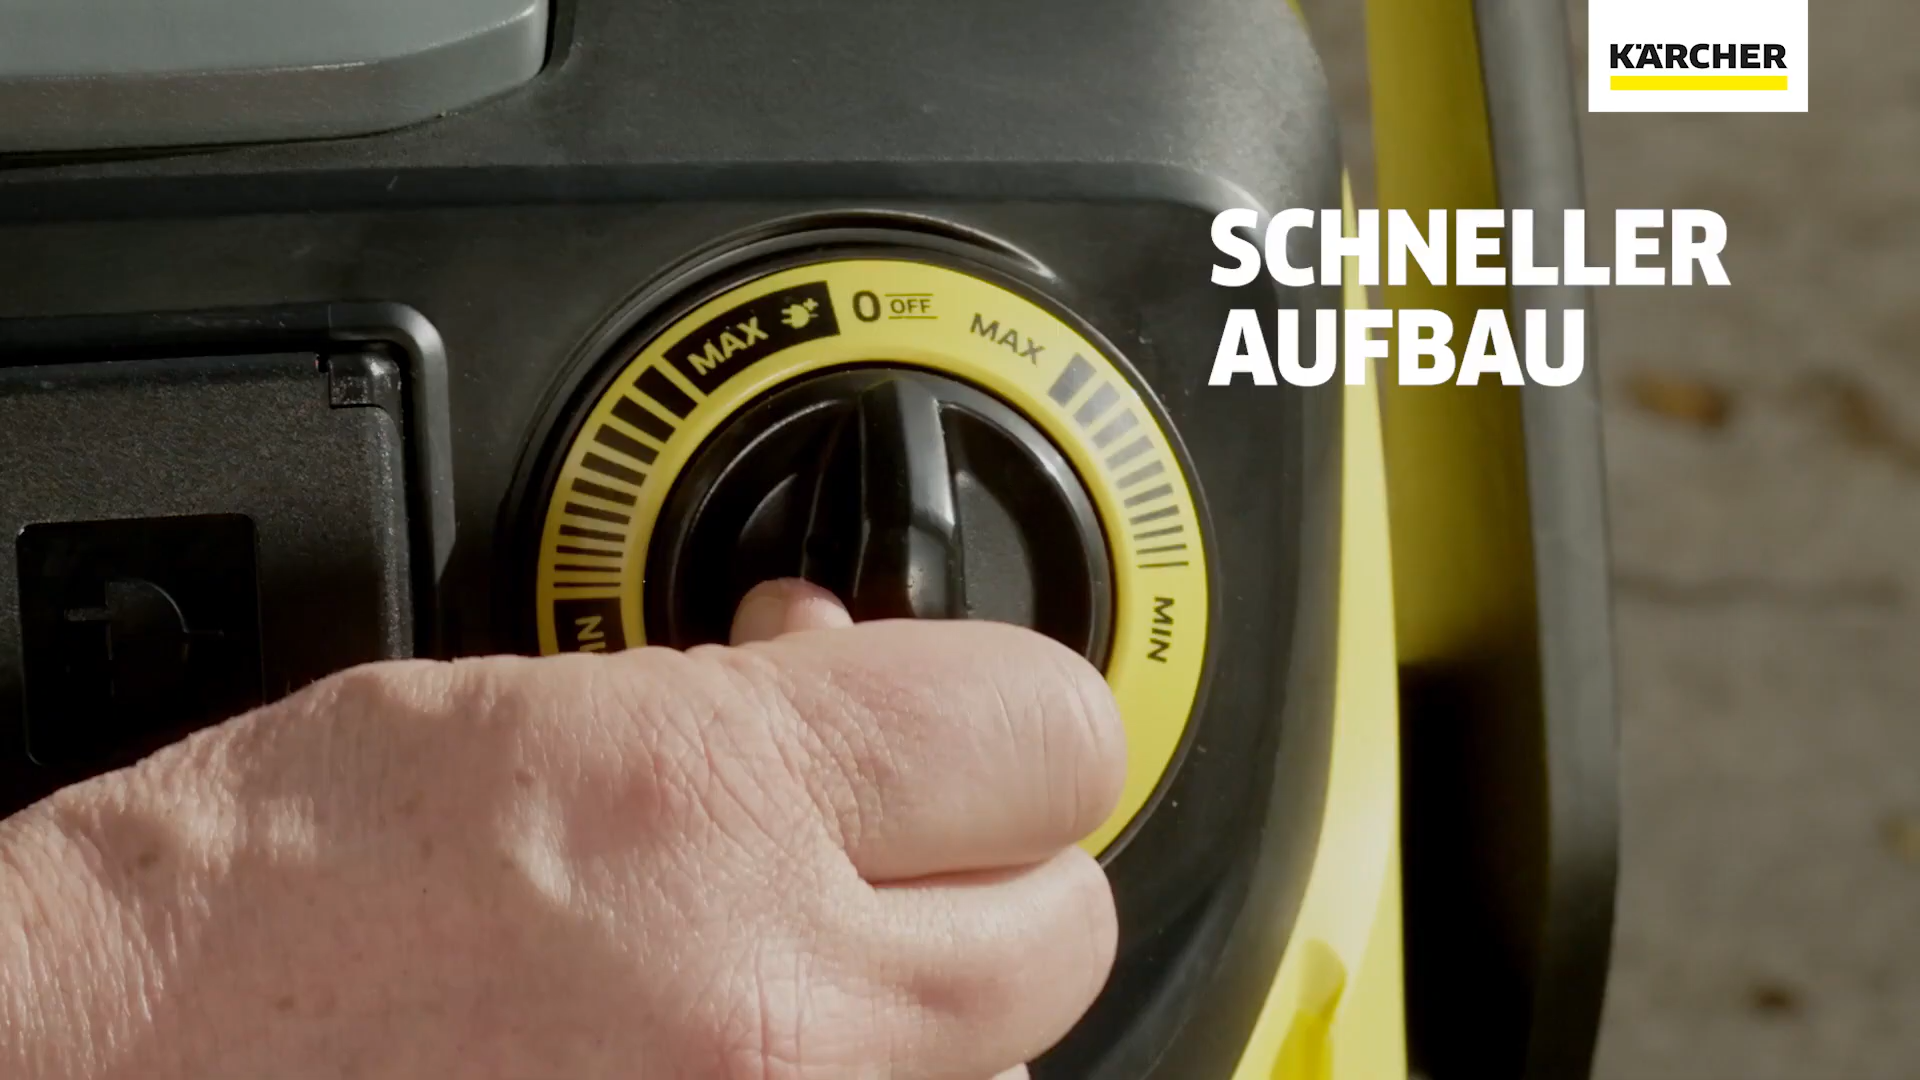 KÄRCHER
SCHNELLER
AUFBAU
MAX
0 OFF
MAX
MIN